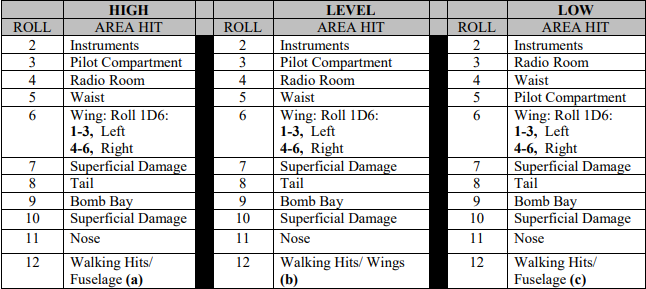 HIGH LEVEL LOW
ROLL AREA HIT ROLL AREA HIT ROLL AREA HIT
2 Instruments 2 Instruments 2 Instruments
3 Pilot Compartment 3 Pilot Compartment 3 Radio Room
4 Radio Room 4 Radio Room 4 Waist
5 Waist 5 Waist 5 Pilot Compartment
6 Wing: Roll 1D6: 6 Wing: Roll 1D6: 6 Wing: Roll 1D6:
1-3, Left 1-3, Left 1-3, Left
4-6, Right 4-6, Right 4-6, Right
7 Superficial Damage 7 Superficial Damage 7 Superficial Damage
8 Tail 8 Tail 8 Tail
9 Bomb Bay 9 Bomb Bay 9 Bomb Bay
10 Superficial Damage 10 Superficial Damage 10 Superficial Damage
11 Nose 11 Nose 11 Nose
12 Walking Hits/ 12 Walking Hits/ Wings 12 Walking Hits/
Fuselage (a) (b) Fuselage (c)